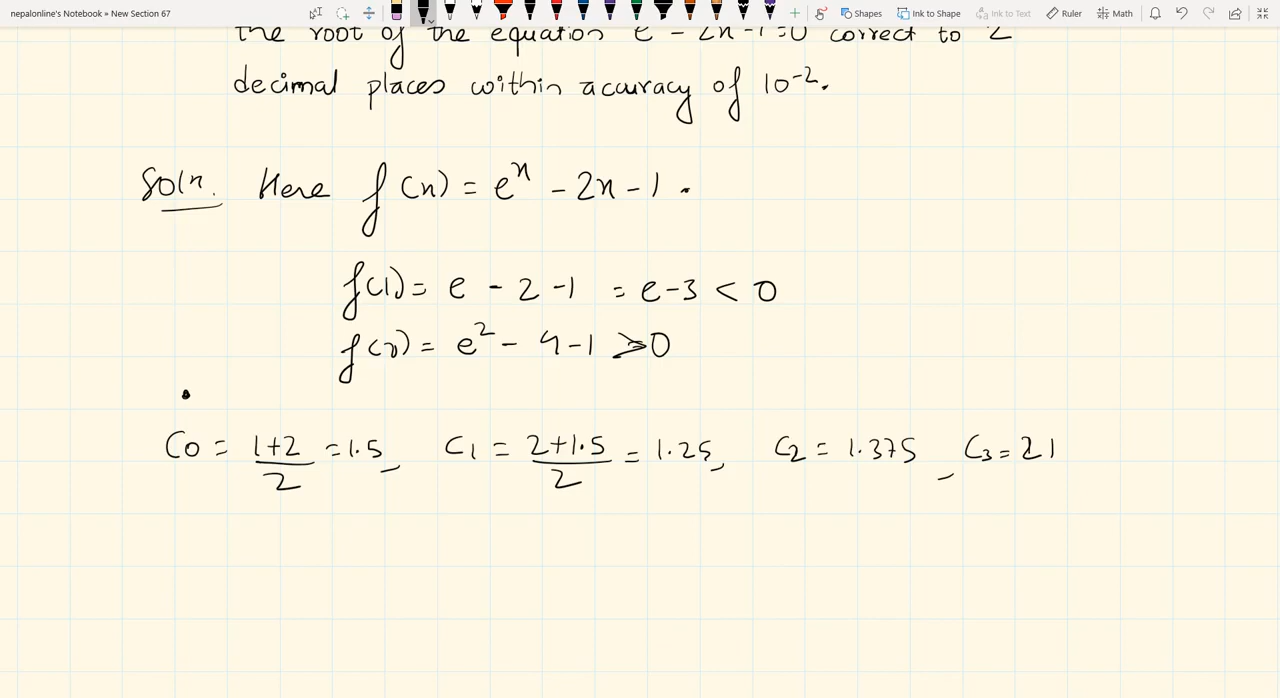 nepalonline's Notebook » New Section 67
Shapes Ink to Shape Ink to Text Ruler Math
the root of the equation e - 2x - 1 = 0 correct to 2
decimal places within accuracy of 10⁻².
Soln. Here f(x) = eˣ - 2x - 1.
f(1) = e - 2 - 1 = e - 3 < 0
f(2) = e² - 4 - 1 > 0
C0 = (1+2)/2 = 1.5, C1 = (2+1.5)/2 = 1.25, C2 = 1.375, C3 = 21